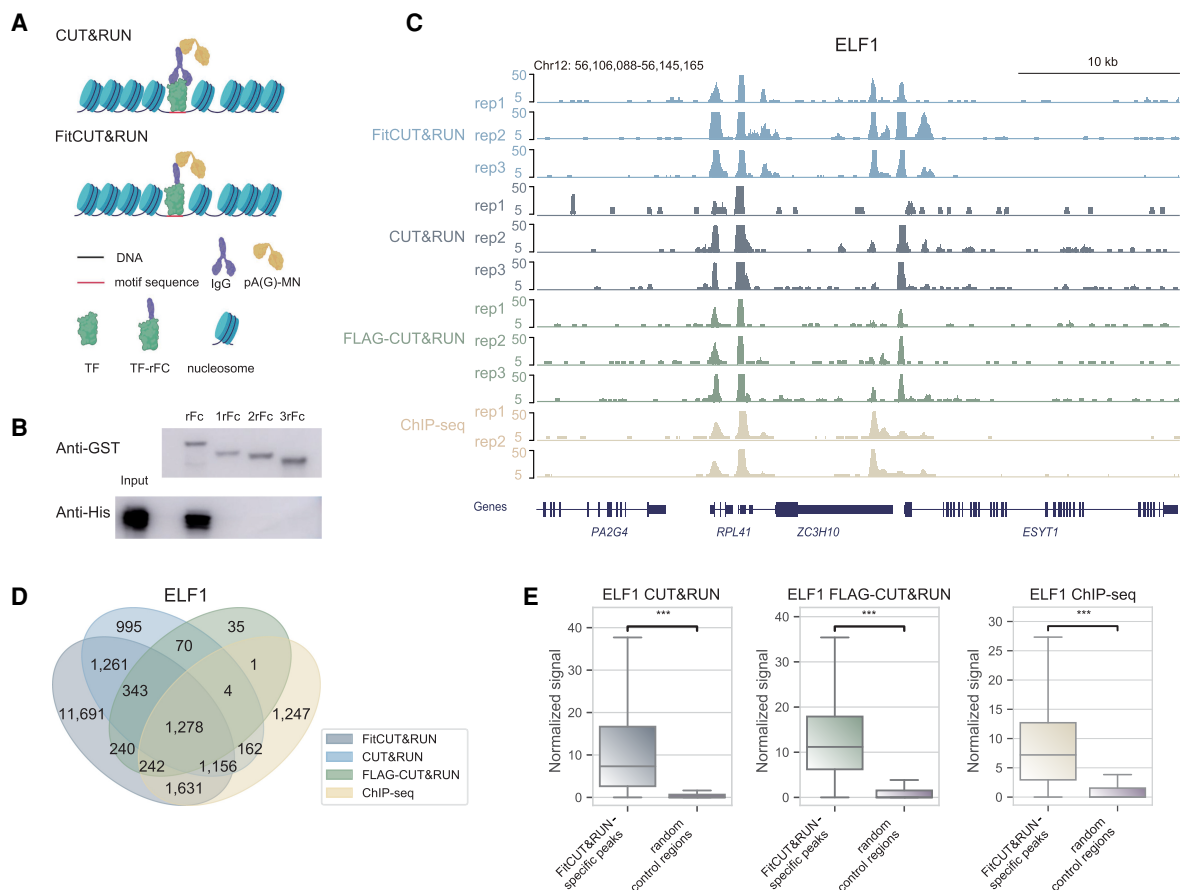 A
CUT&RUN
FitCUT&RUN
DNA
motif sequence
IgG
pA(G)-MN
TF
TF-rFC
nucleosome
B
rFc 1rFc 2rFc 3rFc
Anti-GST
Input
Anti-His
C
ELF1
Chr12: 56,106,088-56,145,165
10 kb
FitCUT&RUN
rep1 50 5
rep2 50 5
rep3 50 5
CUT&RUN
rep1 50 5
rep2 50 5
rep3 50 5
FLAG-CUT&RUN
rep1 50 5
rep2 50 5
rep3 50 5
ChIP-seq
rep1 50 5
rep2 50 5
Genes
PA2G4 RPL41 ZC3H10 ESYT1
D
ELF1
995 35
70
1,261 1
343 4
11,691 1,278 1,247
240 162
242 1,156
1,631
FitCUT&RUN
CUT&RUN
FLAG-CUT&RUN
ChIP-seq
E
ELF1 CUT&RUN
***
Normalized signal
40
30
20
10
0
FitCUT&RUN-
specific peaks
random
control regions
ELF1 FLAG-CUT&RUN
***
Normalized signal
40
30
20
10
0
FitCUT&RUN-
specific peaks
random
control regions
ELF1 ChIP-seq
***
Normalized signal
30
25
20
15
10
5
0
FitCUT&RUN-
specific peaks
random
control regions